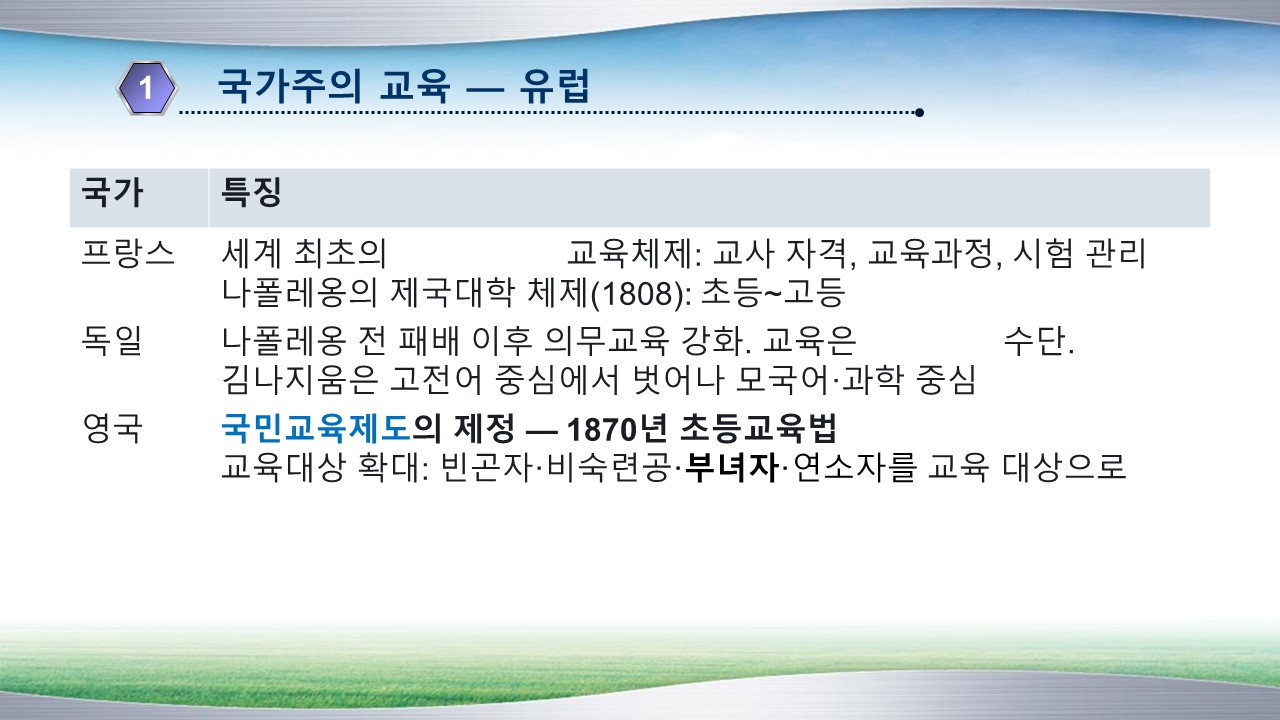 1
국가주의 교육 — 유럽
국가 특징
프랑스 세계 최초의 교육체제: 교사 자격, 교육과정, 시험 관리
나폴레옹의 제국대학 체제(1808): 초등~고등
독일 나폴레옹 전 패배 이후 의무교육 강화. 교육은 수단.
김나지움은 고전어 중심에서 벗어나 모국어·과학 중심
영국 국민교육제도의 제정 — 1870년 초등교육법
교육대상 확대: 빈곤자·비숙련공·부녀자·연소자를 교육 대상으로